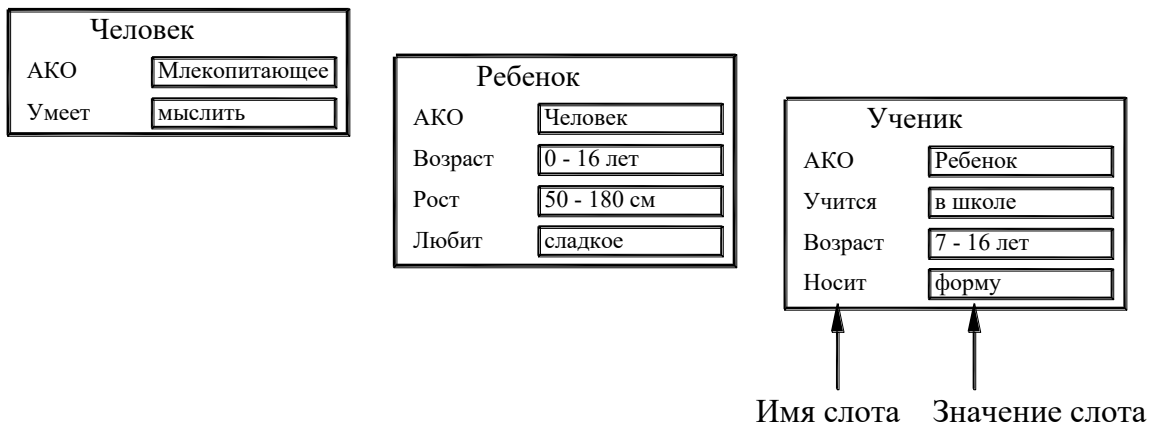 Человек
АКО Млекопитающее
Умеет мыслить
Ребенок
АКО Человек
Возраст 0 - 16 лет
Рост 50 - 180 см
Любит сладкое
Ученик
АКО Ребенок
Учится в школе
Возраст 7 - 16 лет
Носит форму
Имя слота Значение слота